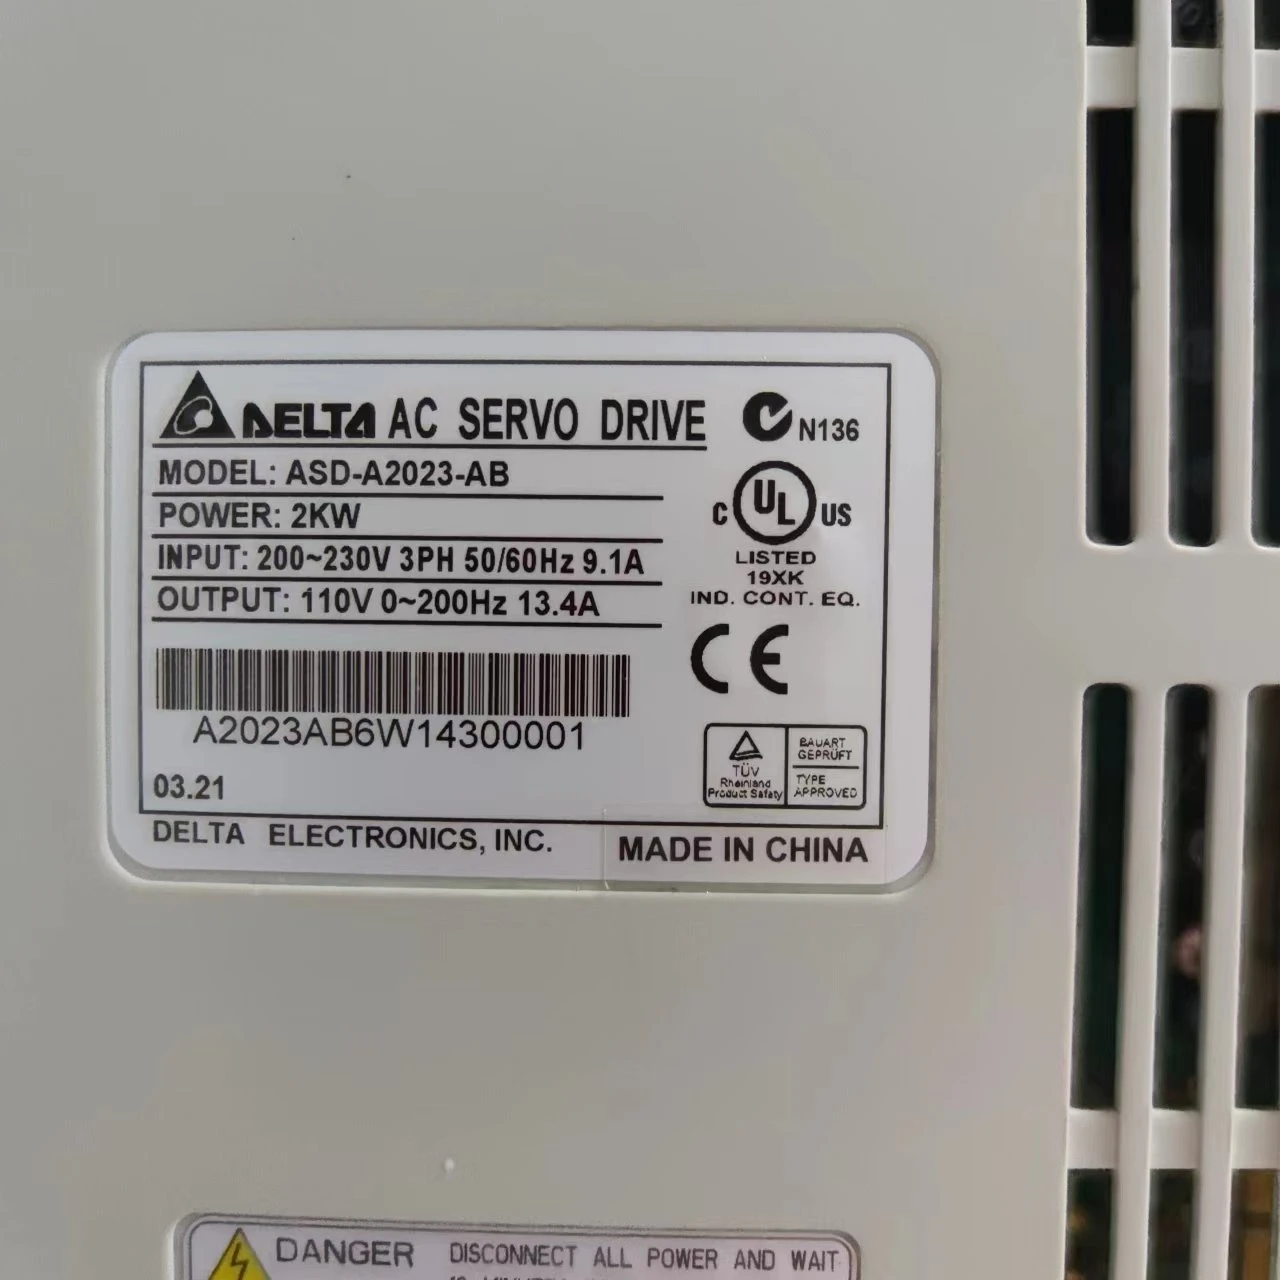 DELTA AC SERVO DRIVE
N136
MODEL: ASD-A2023-AB
POWER: 2KW
INPUT: 200~230V 3PH 50/60Hz 9.1A
OUTPUT: 110V 0~200Hz 13.4A
C UL US
LISTED
19XK
IND. CONT. EQ.
CE
A2023AB6W14300001
03.21
TÜV
Rheinland
Product Safety
BAUART
GEPRÜFT
TYPE
APPROVED
DELTA ELECTRONICS, INC.
MADE IN CHINA
DANGER
DISCONNECT ALL POWER AND WAIT